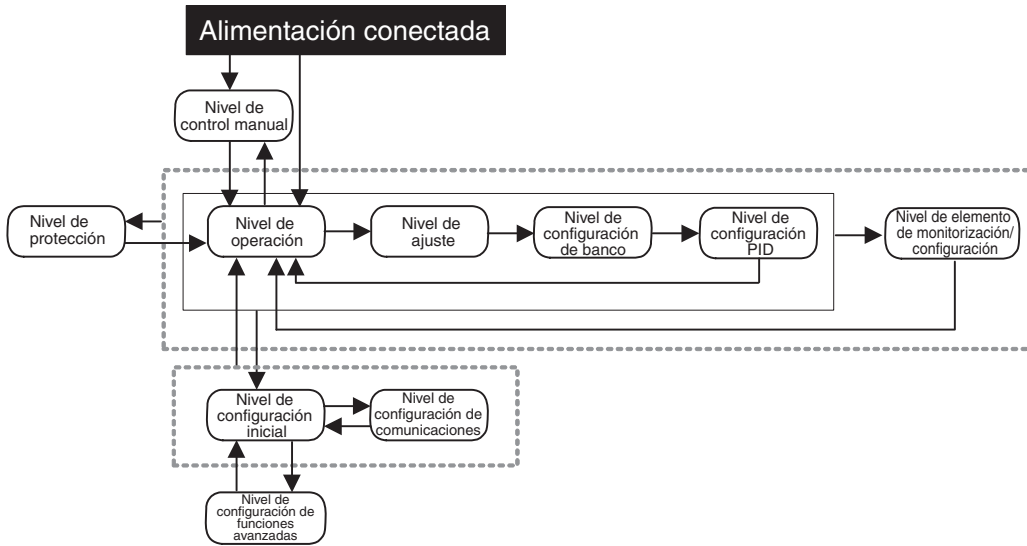 Alimentación conectada
Nivel de
control manual
Nivel de
protección
Nivel de
operación
Nivel de
ajuste
Nivel de
configuración
de banco
Nivel de
configuración
PID
Nivel de elemento
de monitorización/
configuración
Nivel de
configuración
inicial
Nivel de
configuración de
comunicaciones
Nivel de
configuración de
funciones
avanzadas